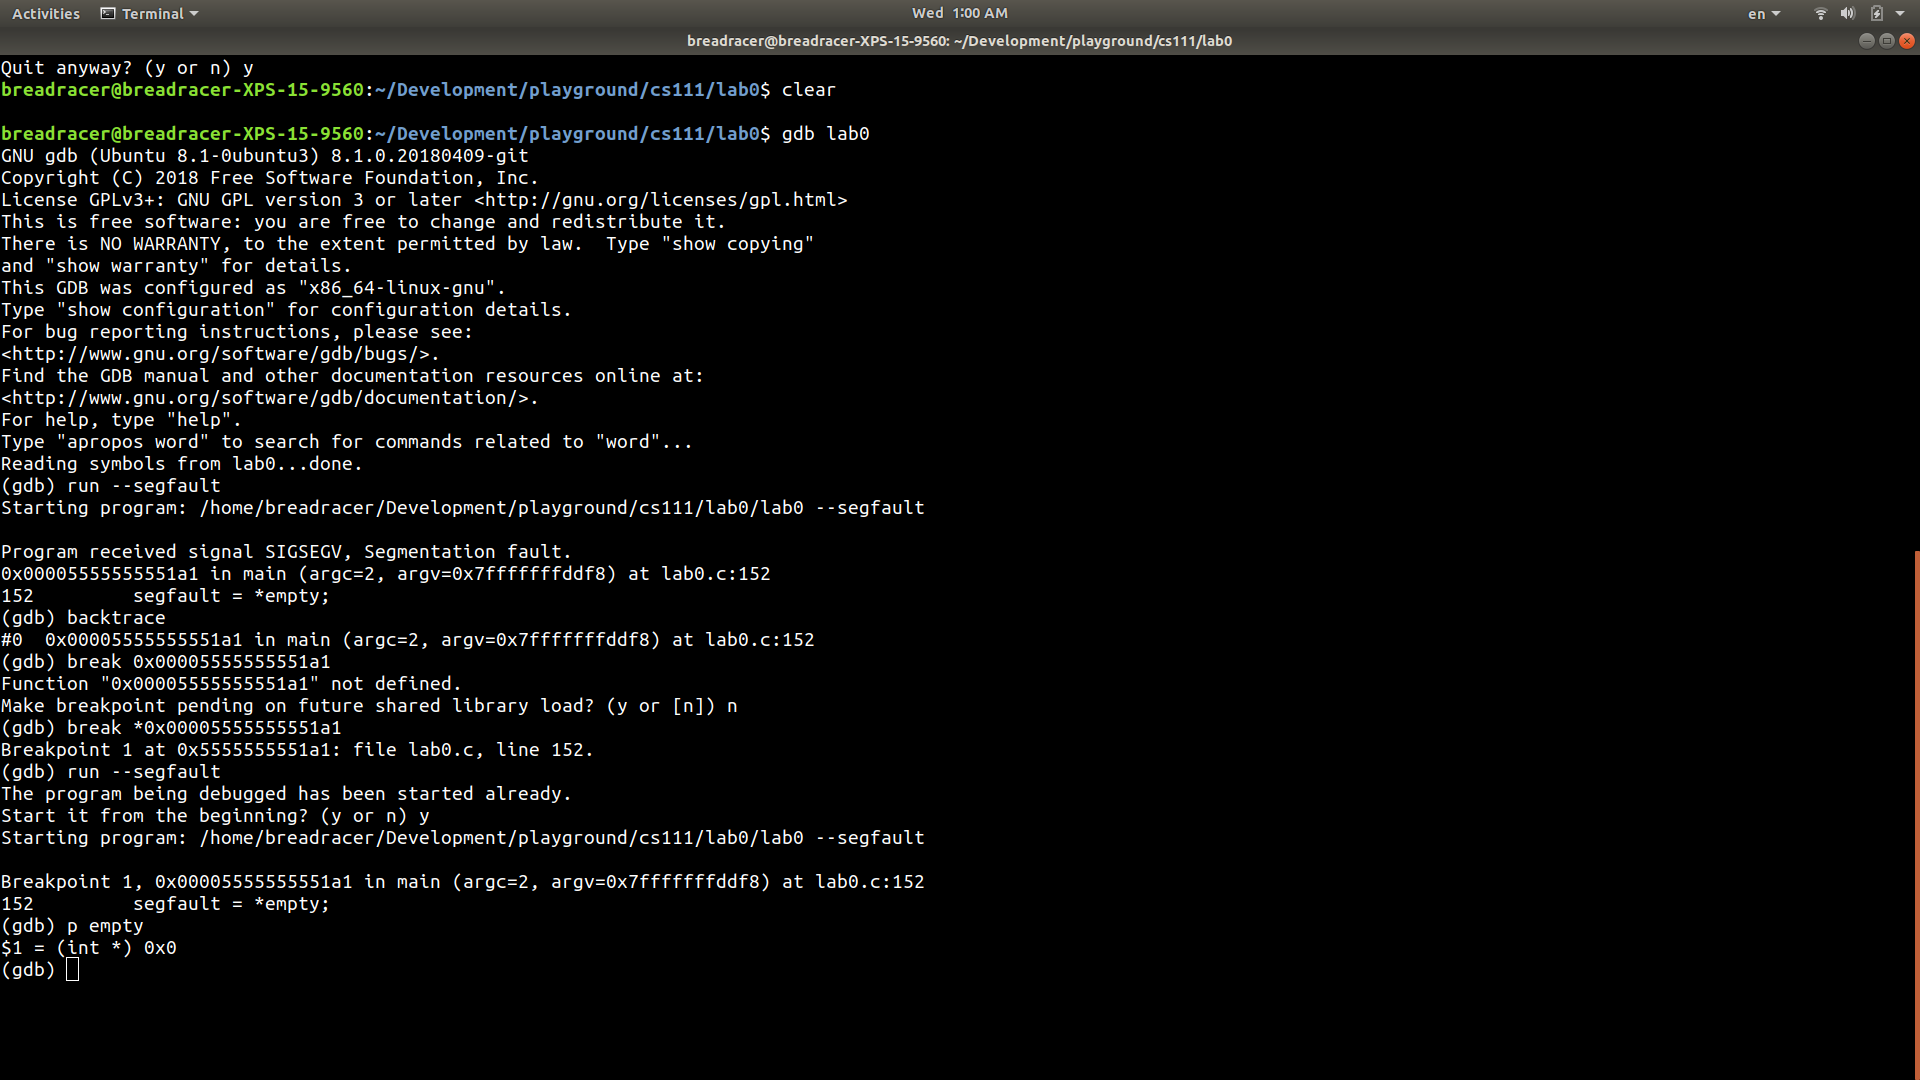 Activities Terminal Wed 1:00 AM en
breadracer@breadracer-XPS-15-9560: ~/Development/playground/cs111/lab0
Quit anyway? (y or n) y
breadracer@breadracer-XPS-15-9560:~/Development/playground/cs111/lab0$ clear
breadracer@breadracer-XPS-15-9560:~/Development/playground/cs111/lab0$ gdb lab0
GNU gdb (Ubuntu 8.1-0ubuntu3) 8.1.0.20180409-git
Copyright (C) 2018 Free Software Foundation, Inc.
License GPLv3+: GNU GPL version 3 or later <http://gnu.org/licenses/gpl.html>
This is free software: you are free to change and redistribute it.
There is NO WARRANTY, to the extent permitted by law.  Type "show copying"
and "show warranty" for details.
This GDB was configured as "x86_64-linux-gnu".
Type "show configuration" for configuration details.
For bug reporting instructions, please see:
<http://www.gnu.org/software/gdb/bugs/>.
Find the GDB manual and other documentation resources online at:
<http://www.gnu.org/software/gdb/documentation/>.
For help, type "help".
Type "apropos word" to search for commands related to "word"...
Reading symbols from lab0...done.
(gdb) run --segfault
Starting program: /home/breadracer/Development/playground/cs111/lab0/lab0 --segfault
Program received signal SIGSEGV, Segmentation fault.
0x00005555555551a1 in main (argc=2, argv=0x7fffffffddf8) at lab0.c:152
152         segfault = *empty;
(gdb) backtrace
#0  0x00005555555551a1 in main (argc=2, argv=0x7fffffffddf8) at lab0.c:152
(gdb) break 0x00005555555551a1
Function "0x00005555555551a1" not defined.
Make breakpoint pending on future shared library load? (y or [n]) n
(gdb) break *0x00005555555551a1
Breakpoint 1 at 0x5555555551a1: file lab0.c, line 152.
(gdb) run --segfault
The program being debugged has been started already.
Start it from the beginning? (y or n) y
Starting program: /home/breadracer/Development/playground/cs111/lab0/lab0 --segfault
Breakpoint 1, 0x00005555555551a1 in main (argc=2, argv=0x7fffffffddf8) at lab0.c:152
152         segfault = *empty;
(gdb) p empty
$1 = (int *) 0x0
(gdb)